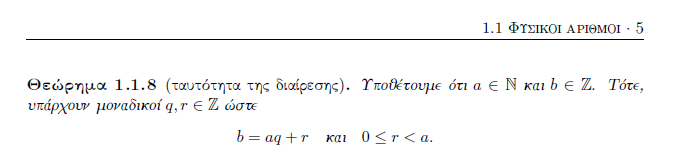 1.1 Φυσικοι αριθμοι · 5
Θεώρημα 1.1.8 (ταυτότητα της διαίρεσης). Υποθέτουμε ότι a ∈ ℕ και b ∈ ℤ. Τότε,
υπάρχουν μοναδικοί q, r ∈ ℤ ώστε
b = aq + r και 0 ≤ r < a.